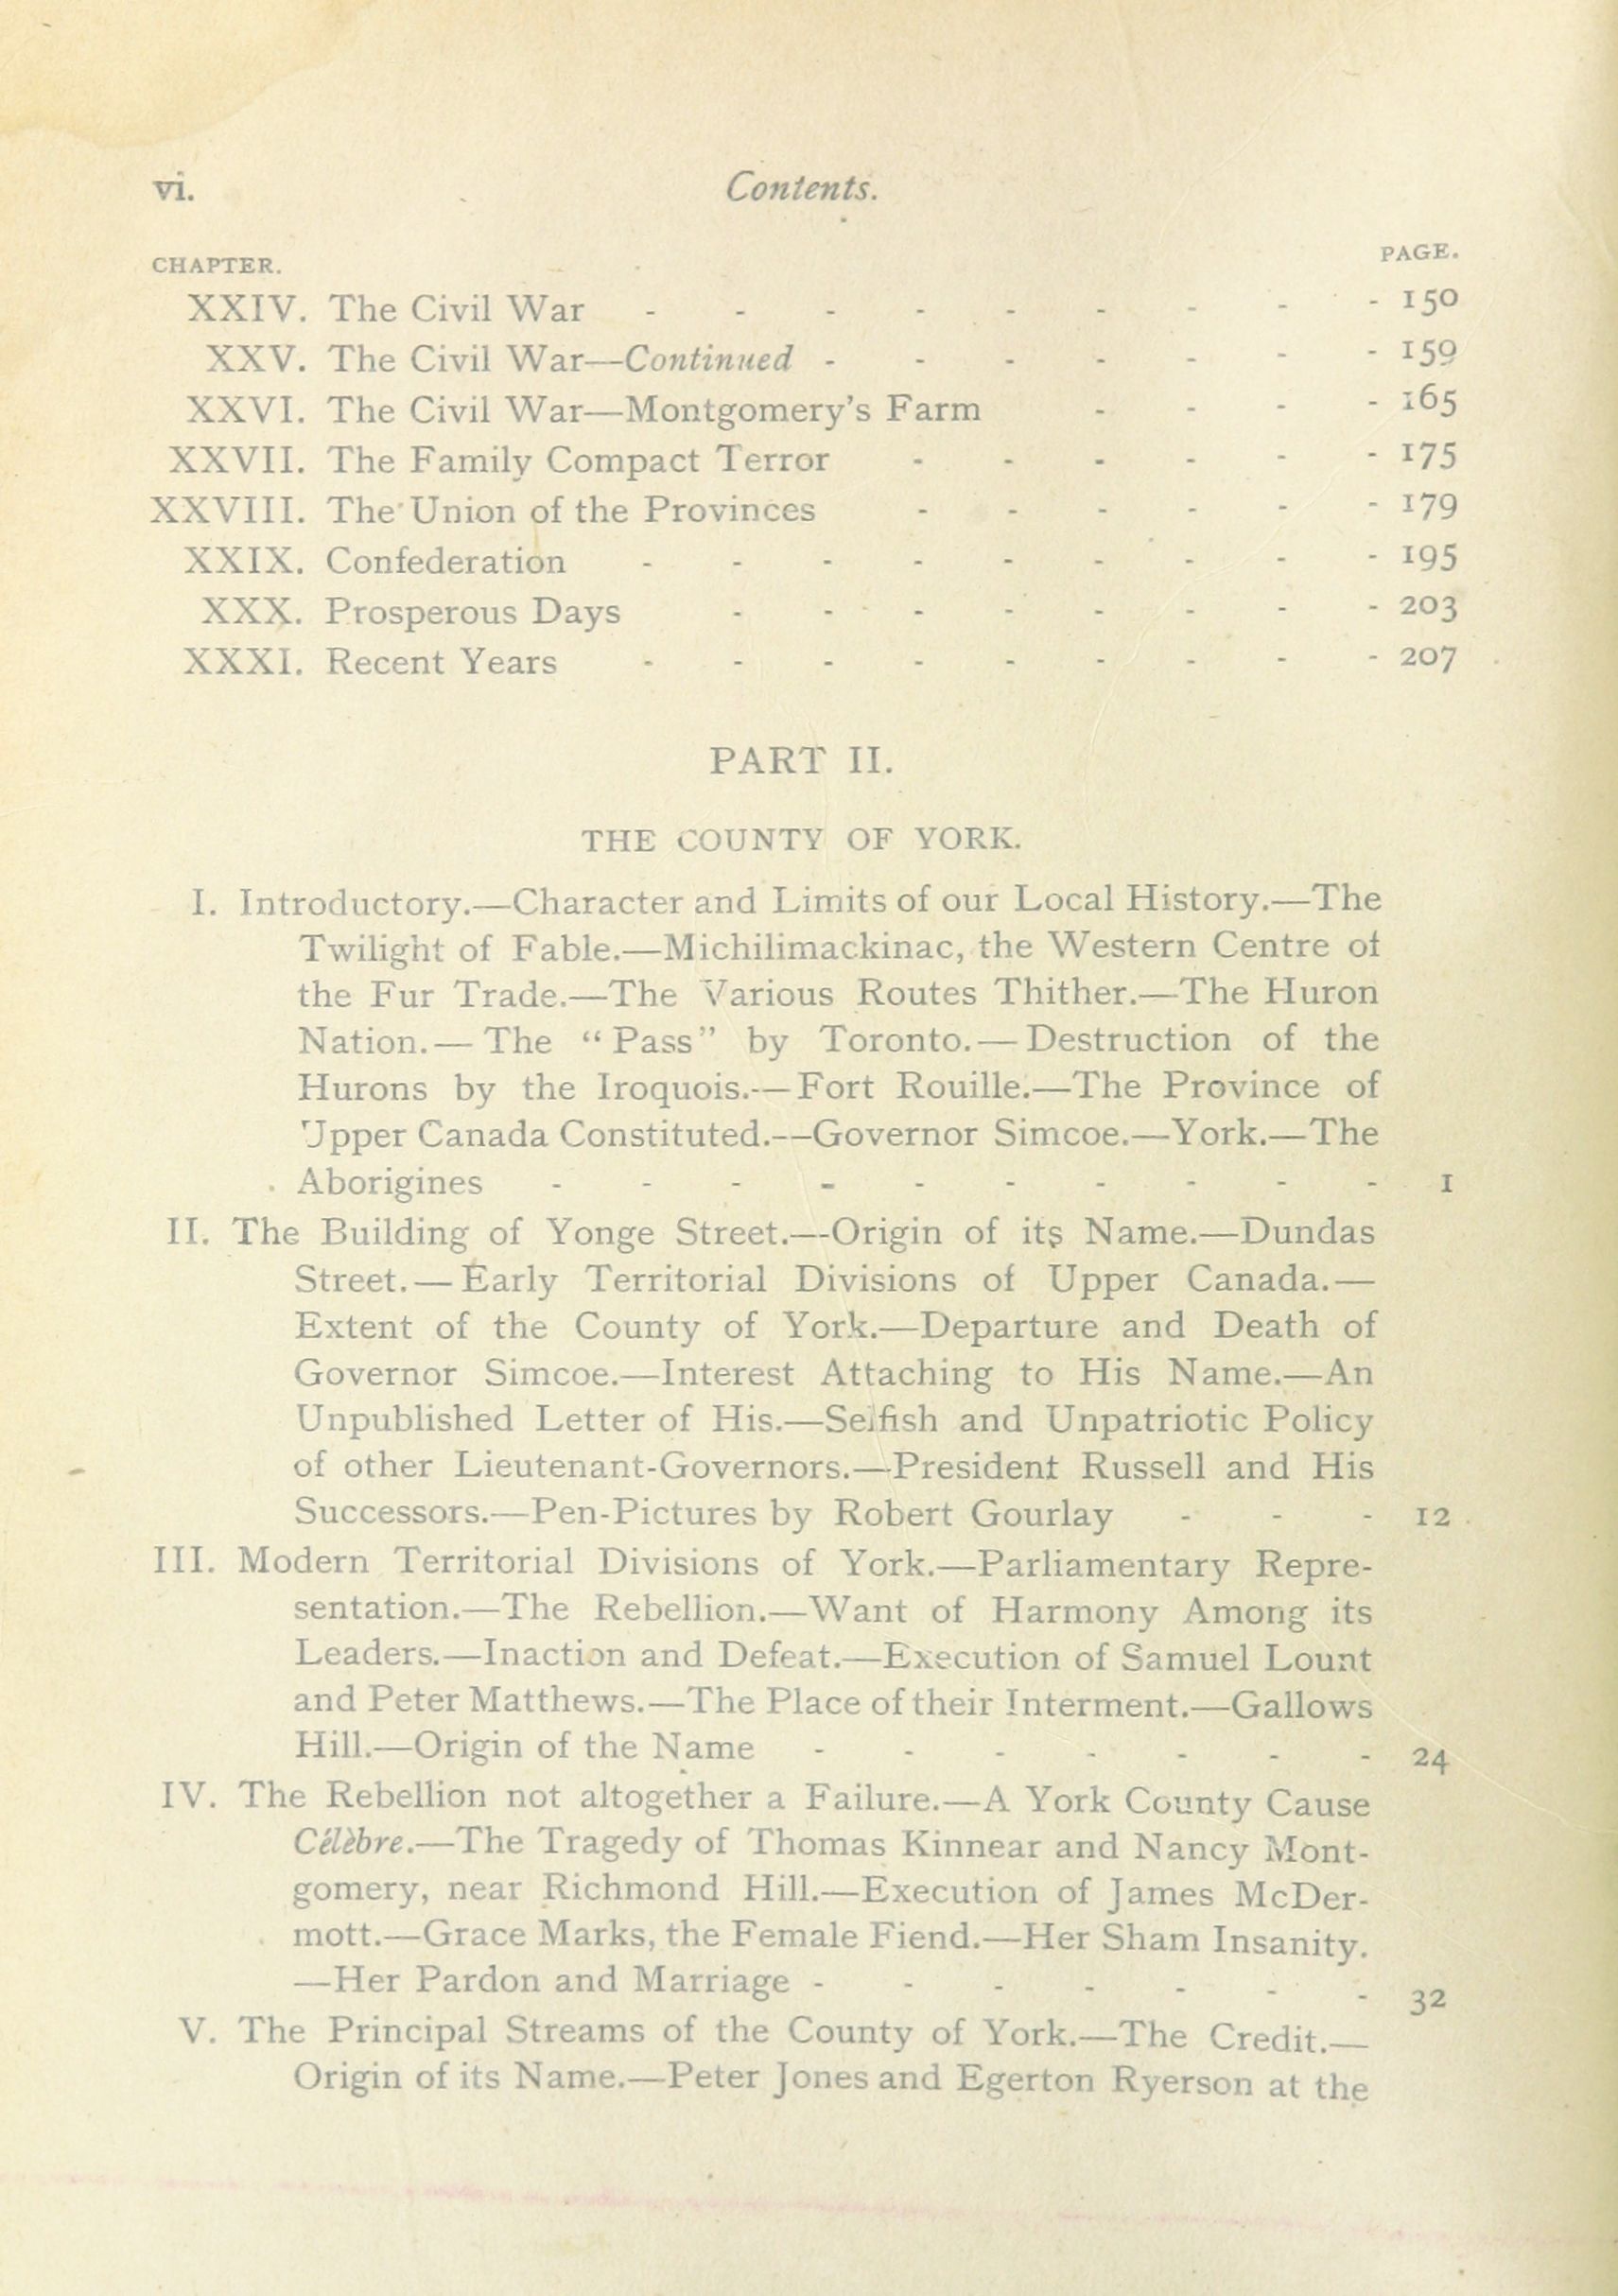 vi. Contents.
CHAPTER. PAGE.
XXIV. The Civil War - - - - - - - - - 150
XXV. The Civil War—Continued - - - - - - - 159
XXVI. The Civil War—Montgomery's Farm - - - - 165
XXVII. The Family Compact Terror - - - - - - 175
XXVIII. The Union of the Provinces - - - - - - 179
XXIX. Confederation - - - - - - - - - 195
XXX. Prosperous Days - - - - - - - - 203
XXXI. Recent Years - - - - - - - - - 207
PART II.
THE COUNTY OF YORK.
I. Introductory.—Character and Limits of our Local History.—The
Twilight of Fable.—Michilimackinac, the Western Centre of
the Fur Trade.—The Various Routes Thither.—The Huron
Nation.—The “Pass” by Toronto.—Destruction of the
Hurons by the Iroquois.—Fort Rouille.—The Province of
Upper Canada Constituted.—Governor Simcoe.—York.—The
Aborigines - - - - - - - - - - 1
II. The Building of Yonge Street.—Origin of its Name.—Dundas
Street.—Early Territorial Divisions of Upper Canada.—
Extent of the County of York.—Departure and Death of
Governor Simcoe.—Interest Attaching to His Name.—An
Unpublished Letter of His.—Selfish and Unpatriotic Policy
of other Lieutenant-Governors.—President Russell and His
Successors.—Pen-Pictures by Robert Gourlay - - - 12
III. Modern Territorial Divisions of York.—Parliamentary Repre-
sentation.—The Rebellion.—Want of Harmony Among its
Leaders.—Inaction and Defeat.—Execution of Samuel Lount
and Peter Matthews.—The Place of their Interment.—Gallows
Hill.—Origin of the Name - - - - - - - 24
IV. The Rebellion not altogether a Failure.—A York County Cause
Célèbre.—The Tragedy of Thomas Kinnear and Nancy Mont-
gomery, near Richmond Hill.—Execution of James McDer-
mott.—Grace Marks, the Female Fiend.—Her Sham Insanity.
—Her Pardon and Marriage - - - - - - - 32
V. The Principal Streams of the County of York.—The Credit.—
Origin of its Name.—Peter Jones and Egerton Ryerson at the